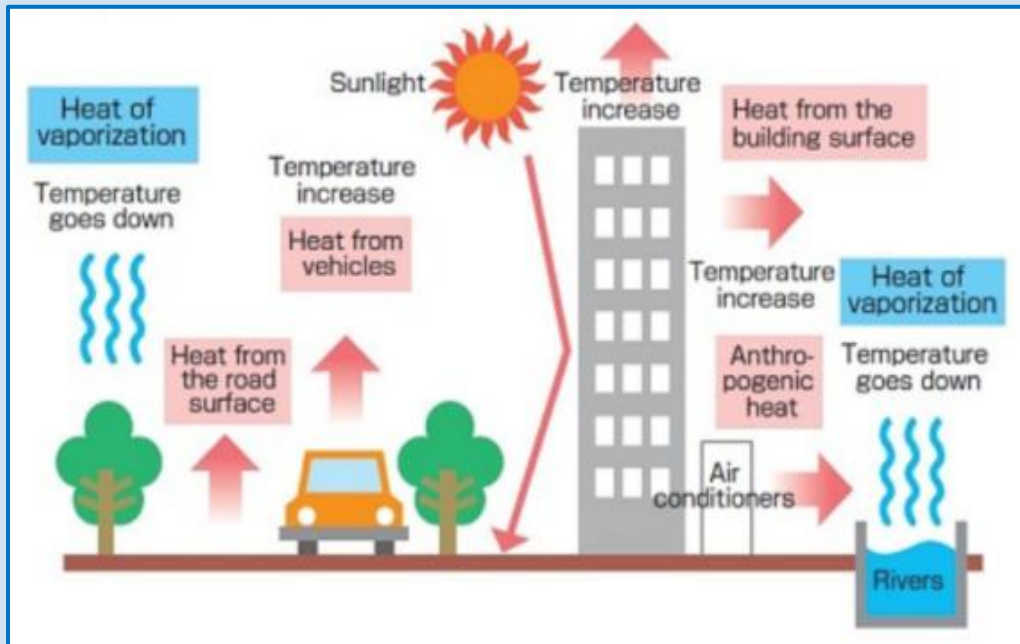 Heat of
vaporization
Temperature
goes down
Sunlight
Temperature
increase
Heat from
vehicles
Heat from
the road
surface
Temperature
increase
Heat from the
building surface
Temperature
increase
Anthro-
pogenic
heat
Air
conditioners
Heat of
vaporization
Temperature
goes down
Rivers